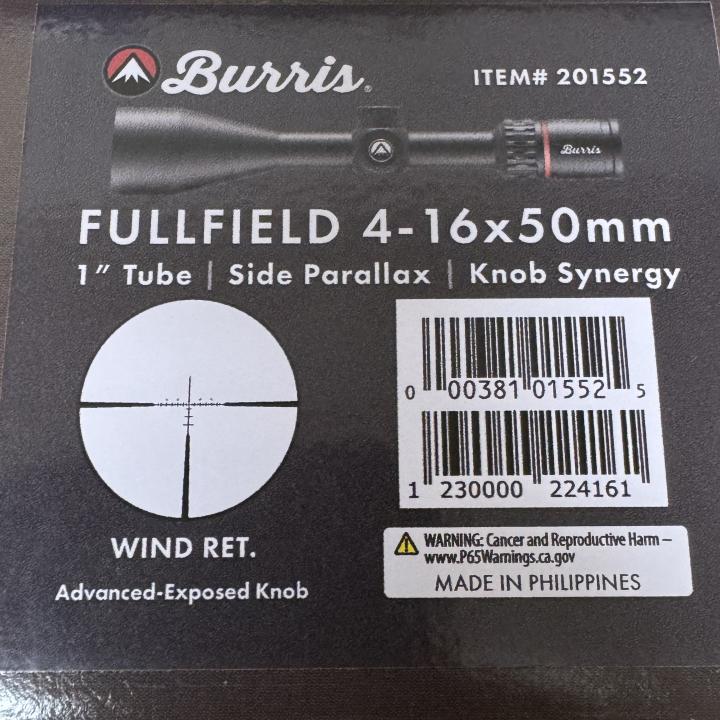 Burris®
ITEM# 201552
Burris
FULLFIELD 4-16x50mm
1" Tube | Side Parallax | Knob Synergy
0 00381 01552 5
1 230000 224161
WIND RET.
Advanced-Exposed Knob
WARNING: Cancer and Reproductive Harm –
www.P65Warnings.ca.gov
MADE IN PHILIPPINES